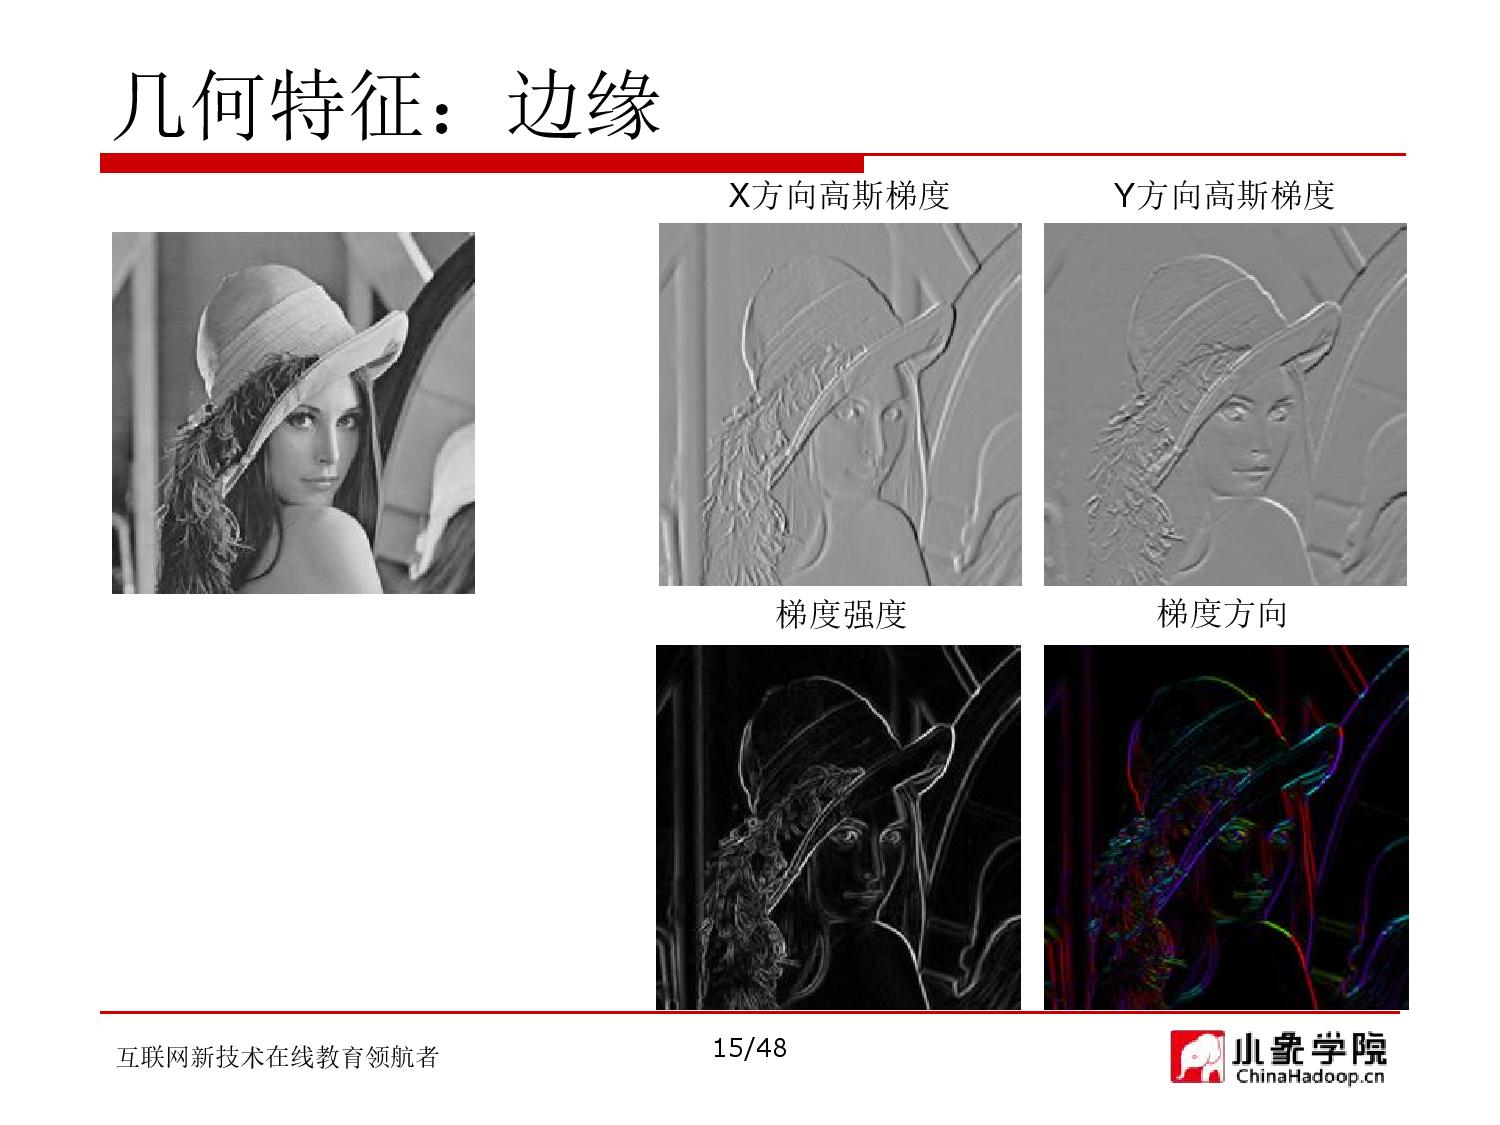 几何特征：边缘
X方向高斯梯度
Y方向高斯梯度
梯度强度
梯度方向
互联网新技术在线教育领航者
15/48
小象学院
ChinaHadoop.cn